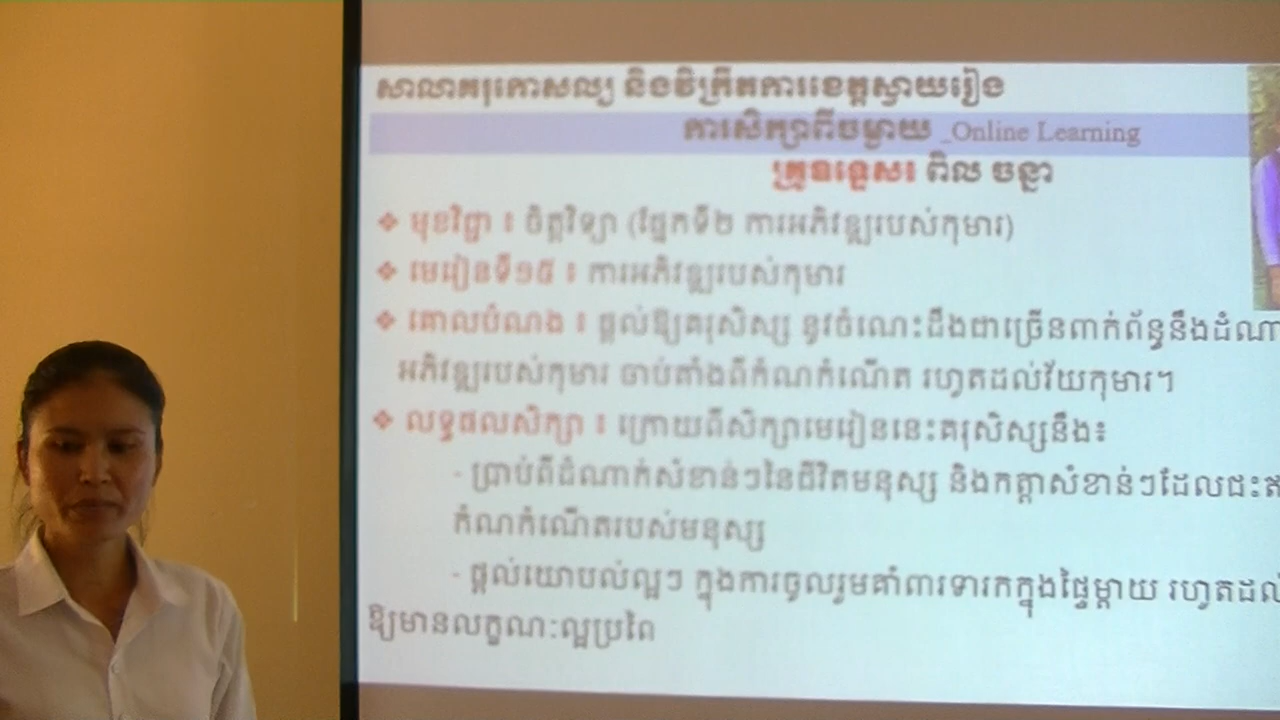 សាលាគរុកោសល្យ និងវិក្រឹតការខេត្តស្វាយរៀង
ការសិក្សាពីចម្ងាយ _Online Learning
គ្រូឧទ្ទេស៖ ពិល ចន្ថា
❖ មុខវិជ្ជា ៖ ចិត្តវិទ្យា (ផ្នែកទី២ ការអភិវឌ្ឍរបស់កុមារ)
❖ មេរៀនទី១៥ ៖ ការអភិវឌ្ឍរបស់កុមារ
❖ គោលបំណង ៖ ផ្តល់ឱ្យគរុសិស្ស នូវចំណេះដឹងជាច្រើនពាក់ព័ន្ធនឹងដំណា
អភិវឌ្ឍរបស់កុមារ ចាប់តាំងពីកំណកំណើត រហូតដល់វ័យកុមារ។
❖ លទ្ធផលសិក្សា ៖ ក្រោយពីសិក្សាមេរៀននេះគរុសិស្សនឹង៖
- ប្រាប់ពីដំណាក់សំខាន់ៗនៃជីវិតមនុស្ស និងកត្តាសំខាន់ៗដែលជះឥ
កំណកំណើតរបស់មនុស្ស
- ផ្តល់យោបល់ល្អៗ ក្នុងការចូលរួមគាំពារទារកក្នុងផ្ទៃម្តាយ រហូតដល់
ឱ្យមានលក្ខណៈល្អប្រពៃ